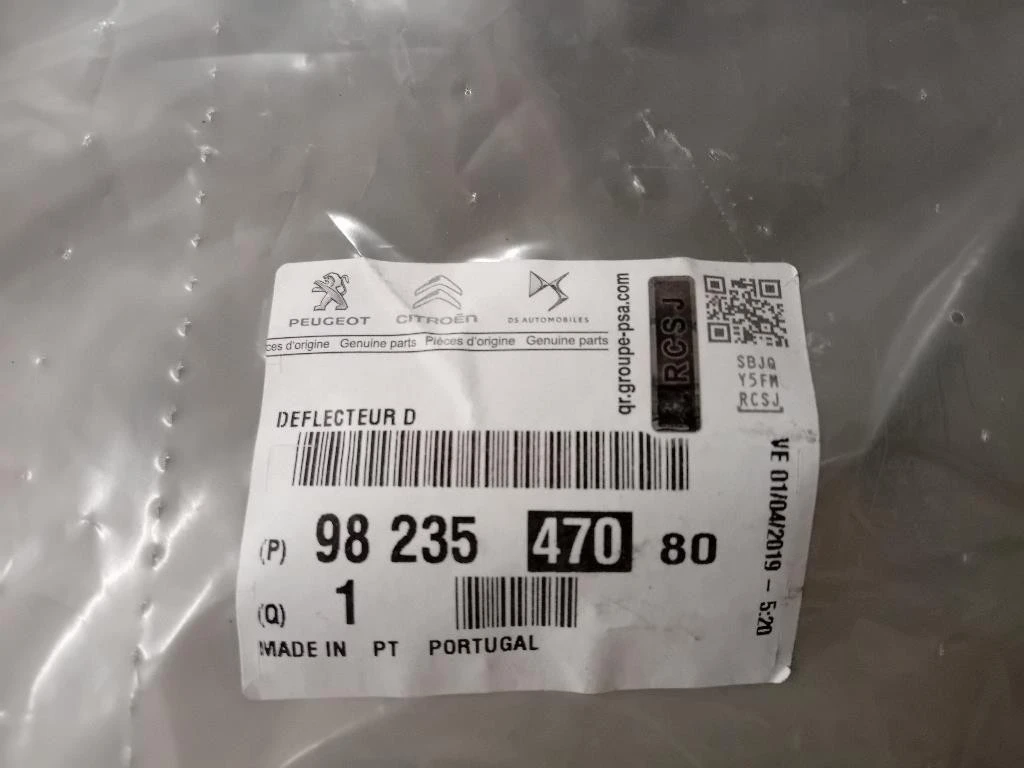 PEUGEOT CITROËN DS AUTOMOBILES
ces d'origine Genuine parts Pièces d'origine Genuine parts
qr.groupe-psa.com
RCSJ
SBJQ
Y5FM
RCSJ
DEFLECTEUR D
(P) 98 235 470 80
(Q) 1
MADE IN PT PORTUGAL
VE 01/04/2019 - 5:20